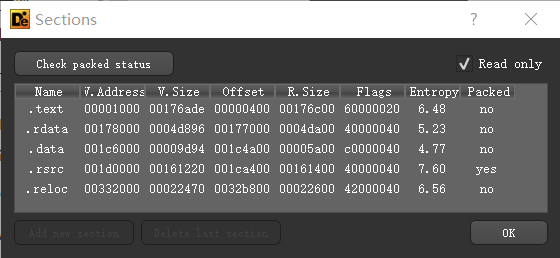 De Sections ?
Check packed status Read only
Name V.Address V.Size Offset R.Size Flags Entropy Packed
.text 00001000 00176ade 00000400 00176c00 60000020 6.48 no
.rdata 00178000 0004d896 00177000 0004da00 40000040 5.23 no
.data 001c6000 00009d94 001c4a00 00005a00 c0000040 4.77 no
.rsrc 001d0000 00161220 001ca400 00161400 40000040 7.60 yes
.reloc 00332000 00022470 0032b800 00022600 42000040 6.56 no
Add new section Delete last section OK